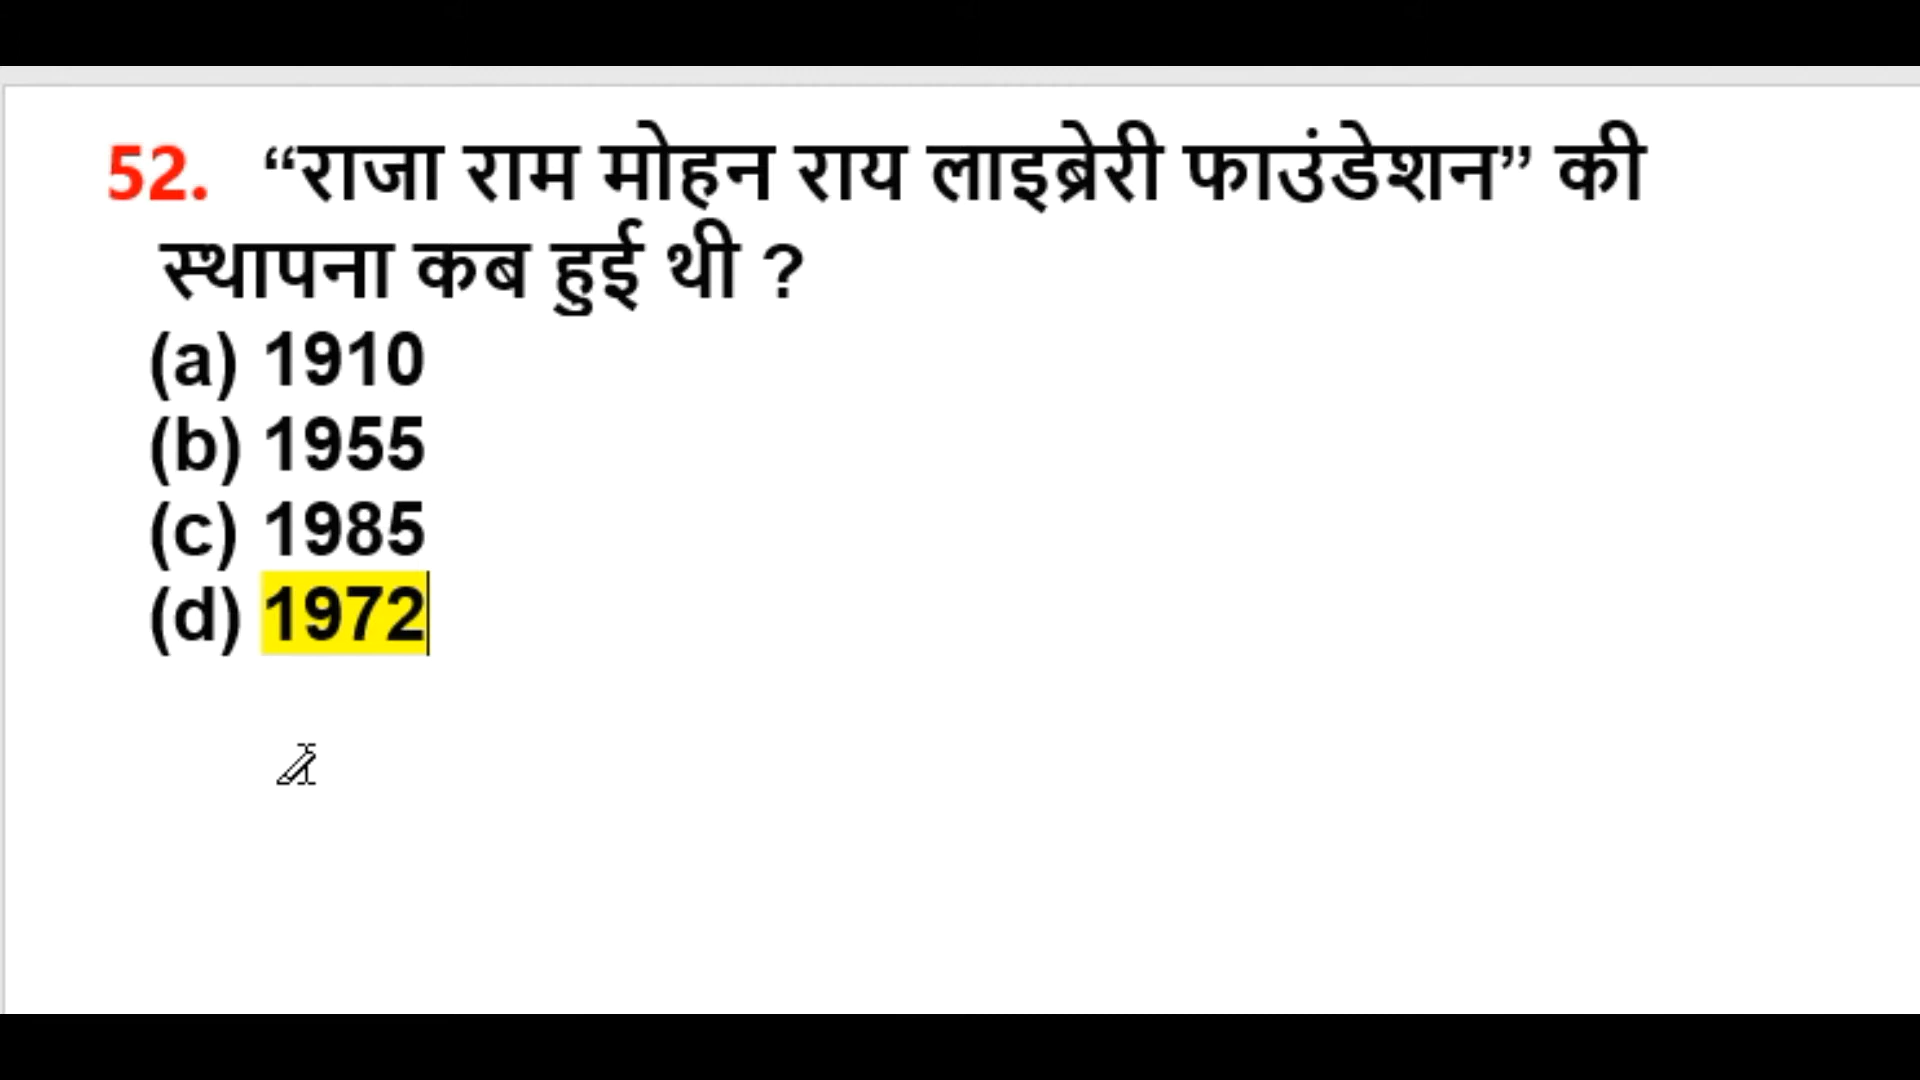 52. “राजा राम मोहन राय लाइब्रेरी फाउंडेशन” की
स्थापना कब हुई थी ?
(a) 1910
(b) 1955
(c) 1985
(d) 1972